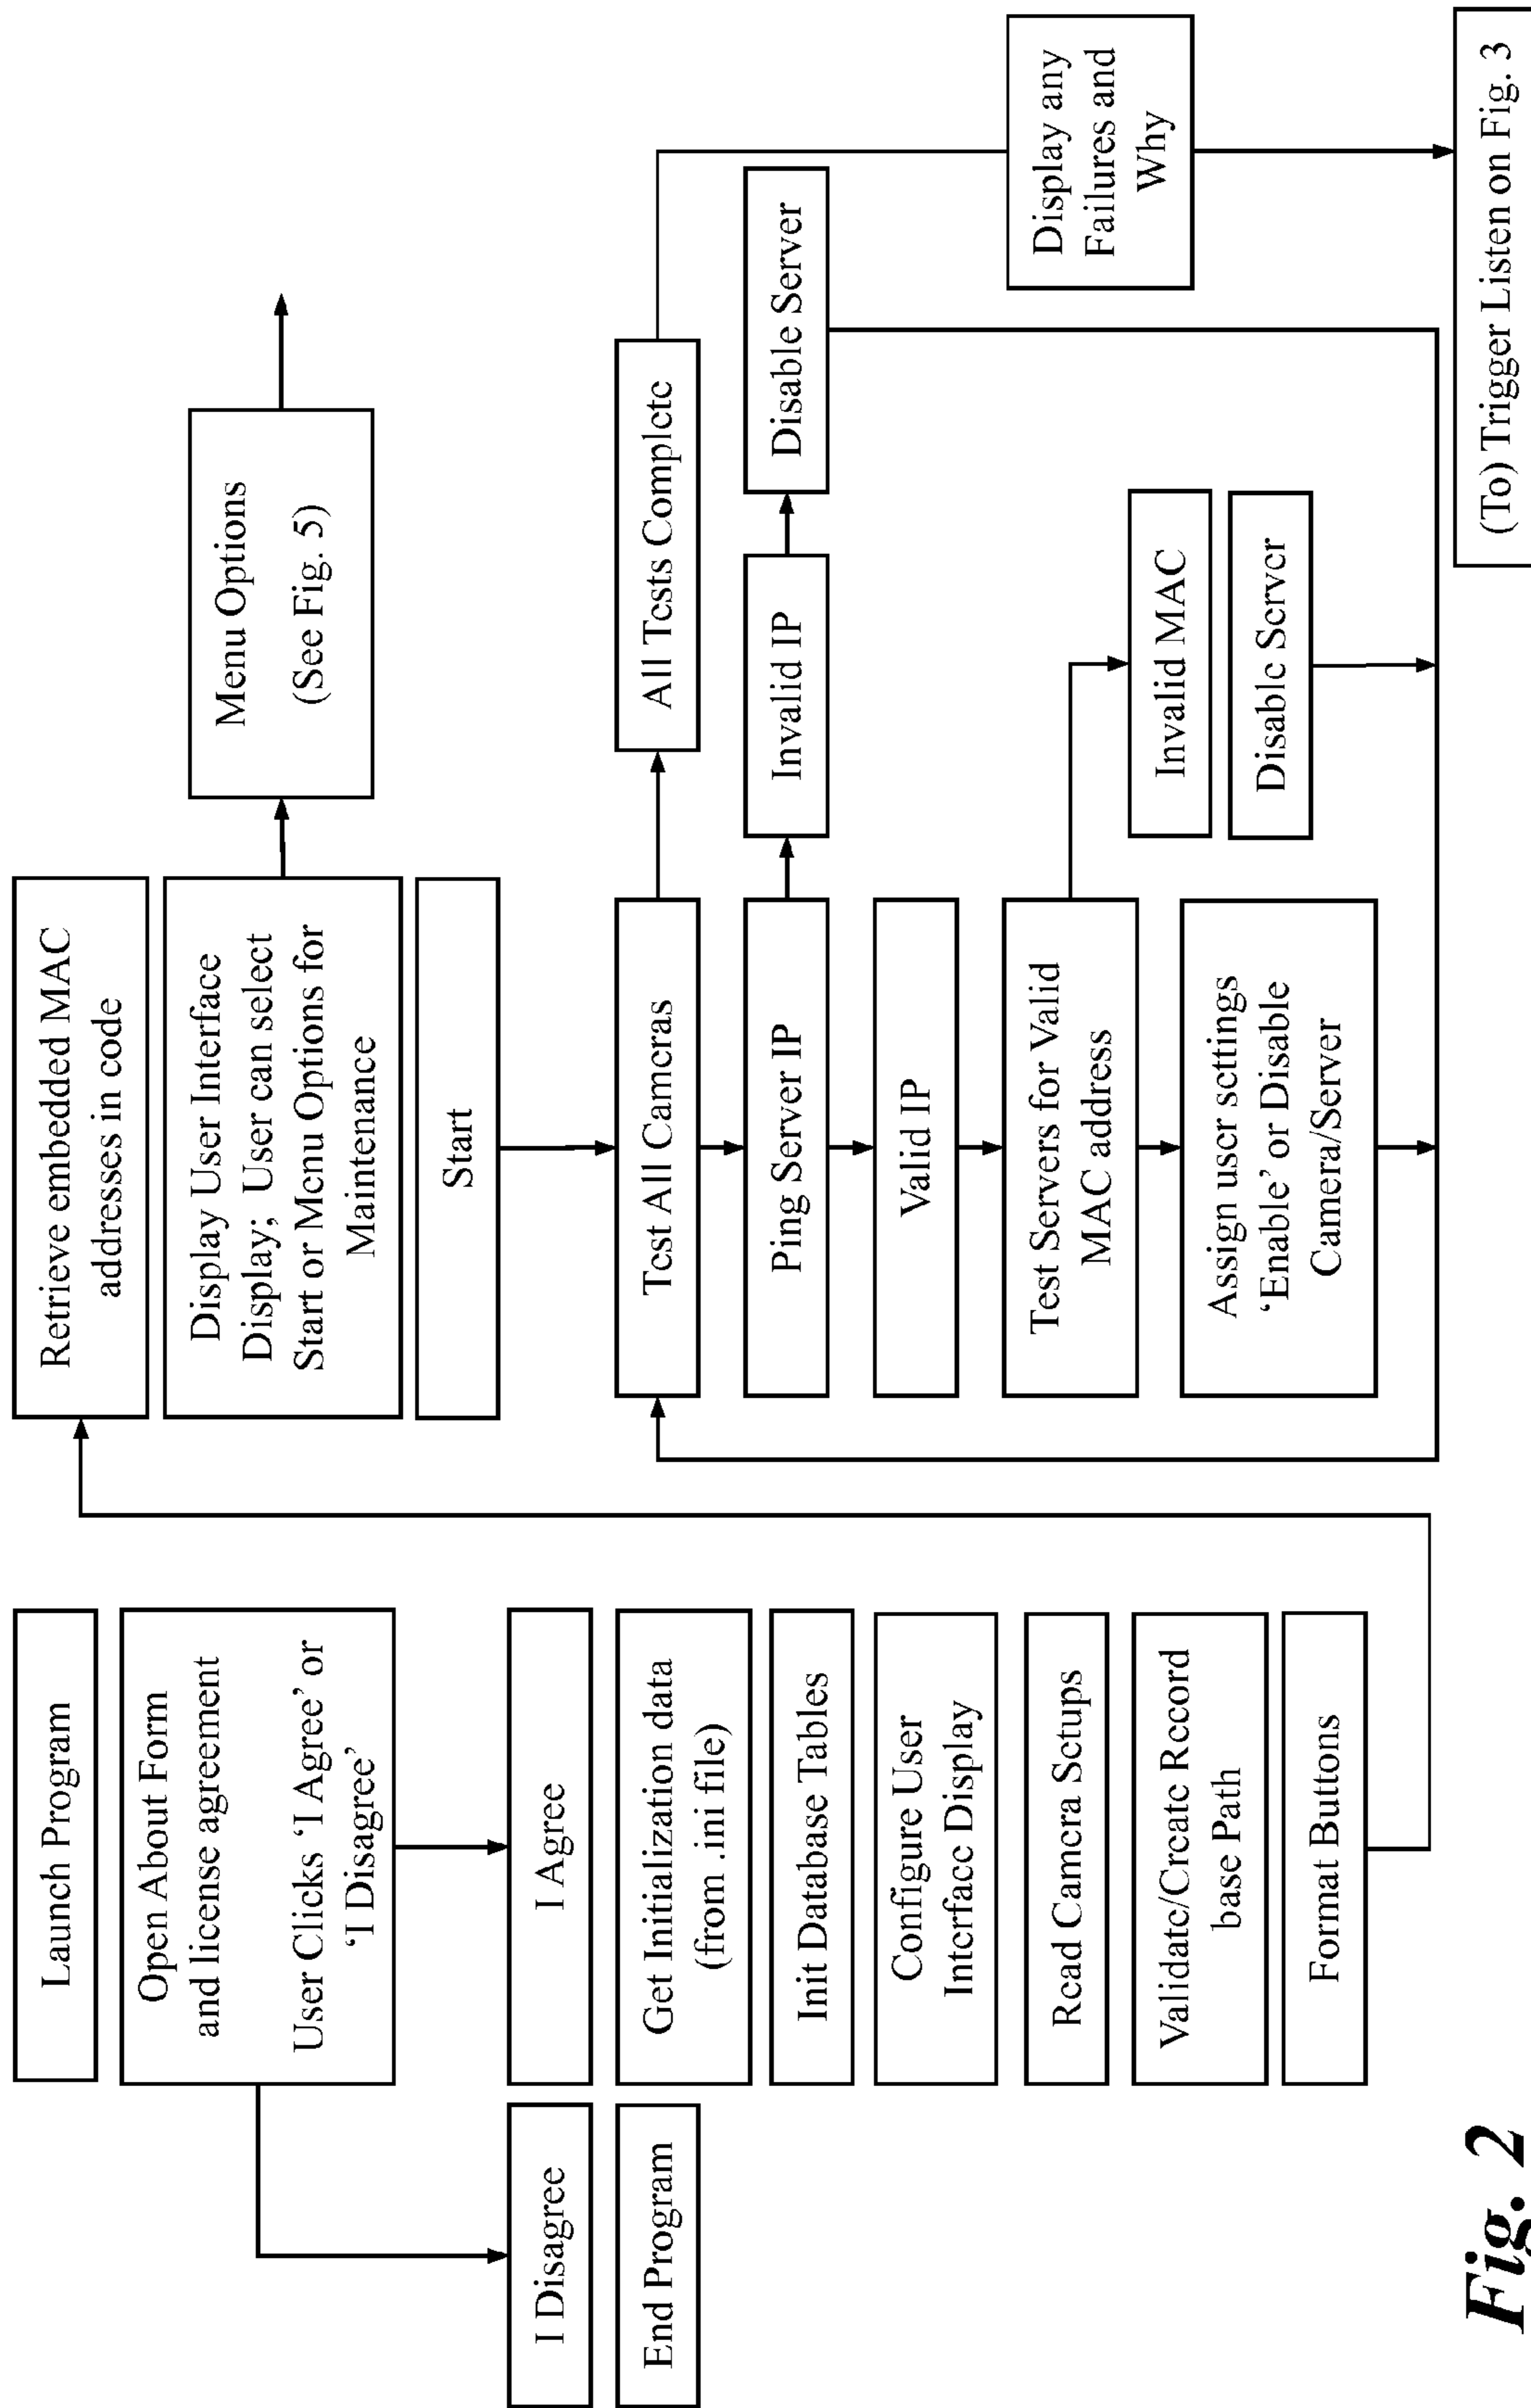 Launch Program
Open About Form
and license agreement
User Clicks ‘I Agree’ or
‘I Disagree’
I Disagree
End Program
I Agree
Get Initialization data
(from .ini file)
Init Database Tables
Configure User
Interface Display
Read Camera Setups
Validate/Create Record
base Path
Format Buttons
Retrieve embedded MAC
addresses in code
Display User Interface
Display; User can select
Start or Menu Options for
Maintenance
Menu Options
(See Fig. 5)
Start
Test All Cameras
All Tests Complete
Ping Server IP
Invalid IP
Disable Server
Valid IP
Test Servers for Valid
MAC address
Invalid MAC
Disable Server
Assign user settings
‘Enable’ or Disable
Camera/Server
Display any
Failures and
Why
(To) Trigger Listen on Fig. 3
Fig. 2